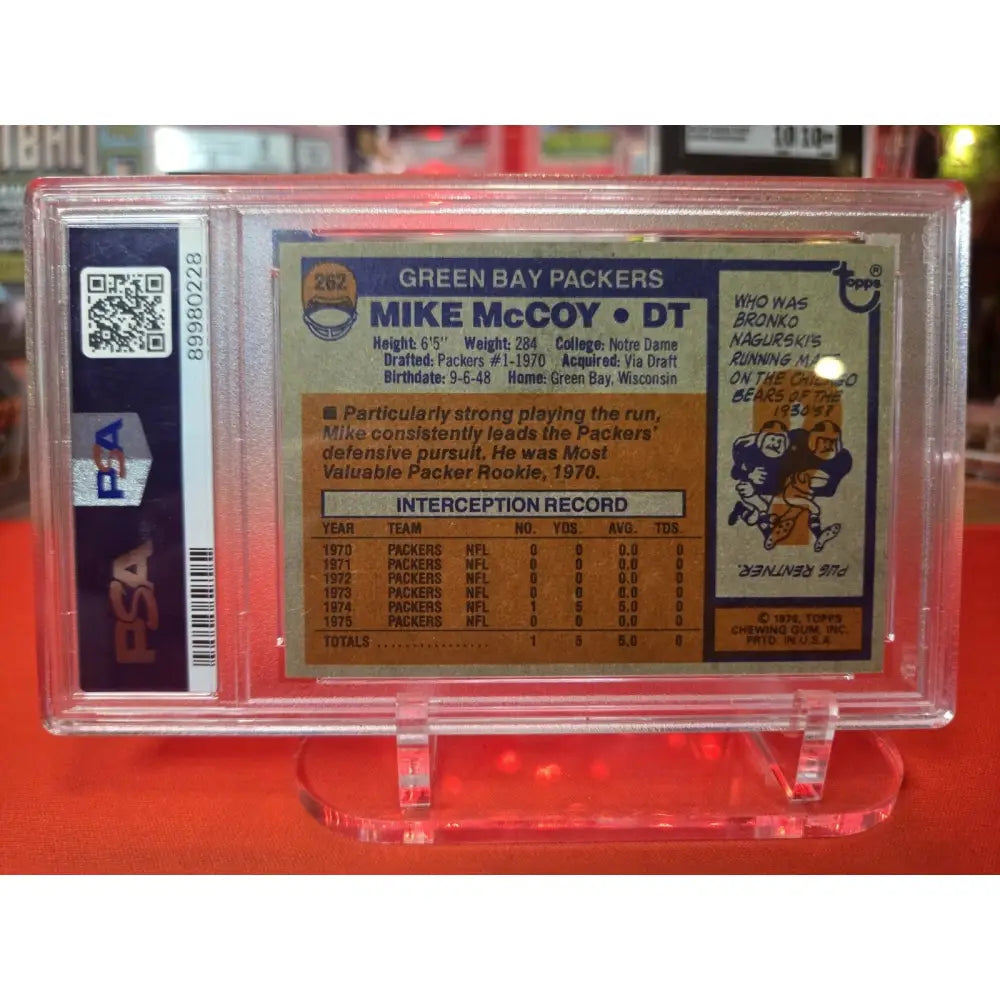 BALL
10 10
89980228
PSA
PSA
262
GREEN BAY PACKERS
MIKE McCOY • DT
Height: 6'5" Weight: 284 College: Notre Dame
Drafted: Packers #1-1970 Acquired: Via Draft
Birthdate: 9-6-48 Home: Green Bay, Wisconsin
■ Particularly strong playing the run,
Mike consistently leads the Packers'
defensive pursuit. He was Most
Valuable Packer Rookie, 1970.
INTERCEPTION RECORD
YEAR TEAM NO. YDS. AVG. TDS.
1970 PACKERS NFL 0 0 0.0 0
1971 PACKERS NFL 0 0 0.0 0
1972 PACKERS NFL 0 0 0.0 0
1973 PACKERS NFL 0 0 0.0 0
1974 PACKERS NFL 1 5 5.0 0
1975 PACKERS NFL 0 0 0.0 0
TOTALS 1 5 5.0 0
topps®
WHO WAS
BRONKO
NAGURSKI'S
RUNNING
ON THE CHICAGO
BEARS OF THE
1930'S?
PUG RENTNER.
© 1976, TOPPS
CHEWING GUM, INC.
PRTD. IN U.S.A.